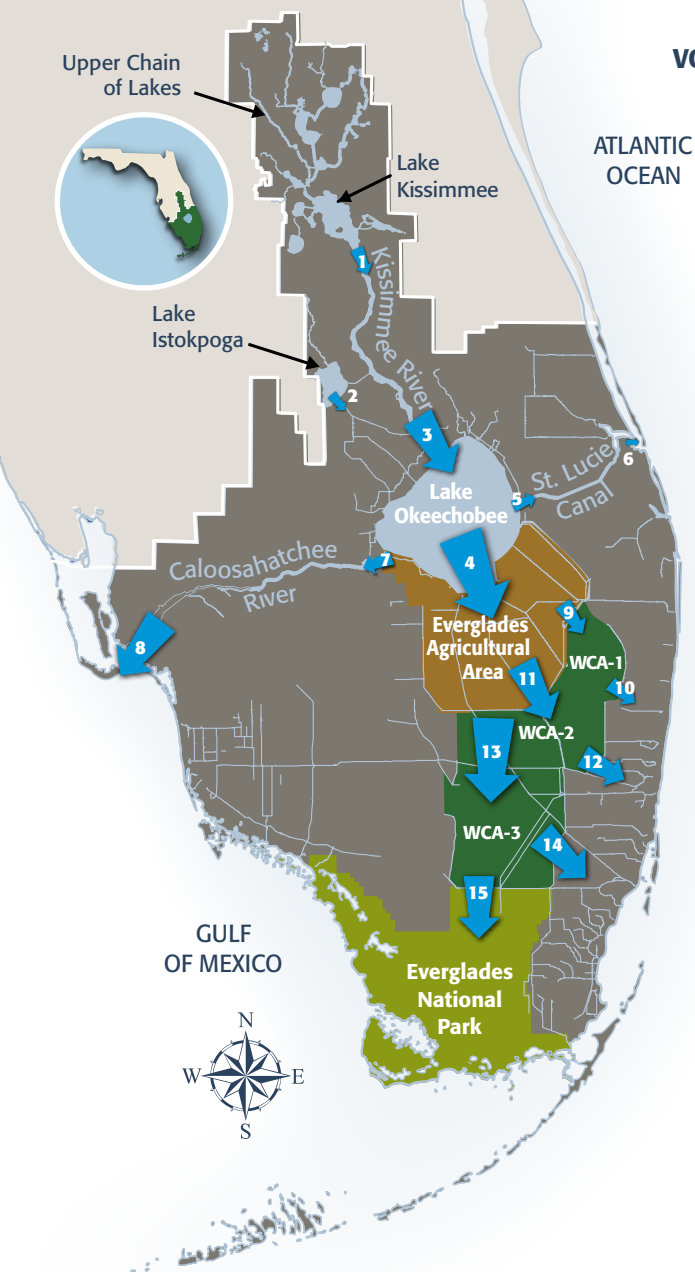 VO
Upper Chain
of Lakes
ATLANTIC
OCEAN
Lake
Kissimmee
1
Kissimmee River
Lake
Istokpoga
2
3
6
St. Lucie
Canal
5
Lake
Okeechobee
4
7
Caloosahatchee
River
9
Everglades
Agricultural
Area
8
WCA-1
11
10
WCA-2
13
12
WCA-3
14
15
GULF
OF MEXICO
Everglades
National
Park
N
W
E
S